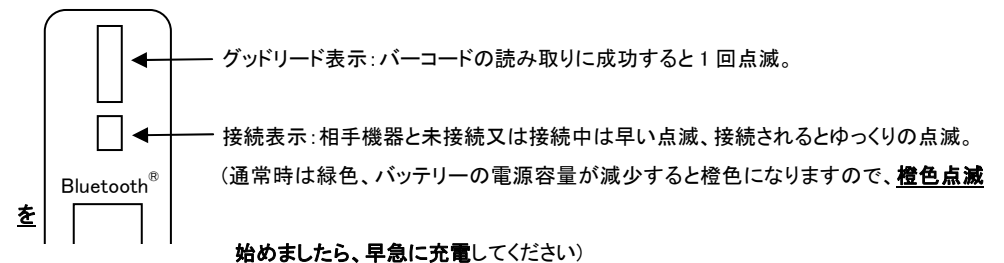 グッドリード表示：バーコードの読み取りに成功すると1回点滅。
接続表示：相手機器と未接続又は接続中は早い点滅、接続されるとゆっくりの点滅。
（通常時は緑色、バッテリーの電源容量が減少すると橙色になりますので、橙色点滅
Bluetooth®
を
始めましたら、早急に充電してください）